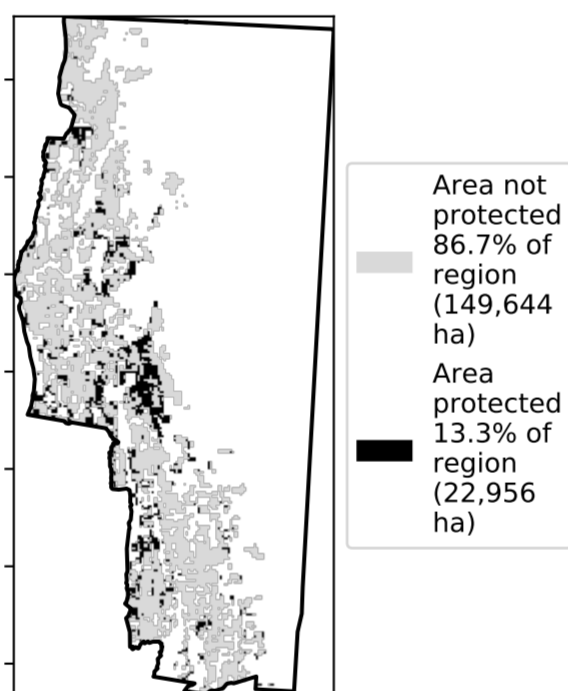 Area not
protected
86.7% of
region
(149,644
ha)
Area
protected
13.3% of
region
(22,956
ha)